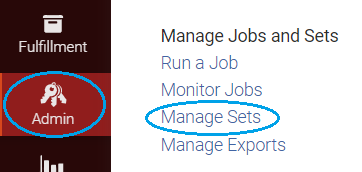 Fulfillment
Admin
Manage Jobs and Sets
Run a Job
Monitor Jobs
Manage Sets
Manage Exports